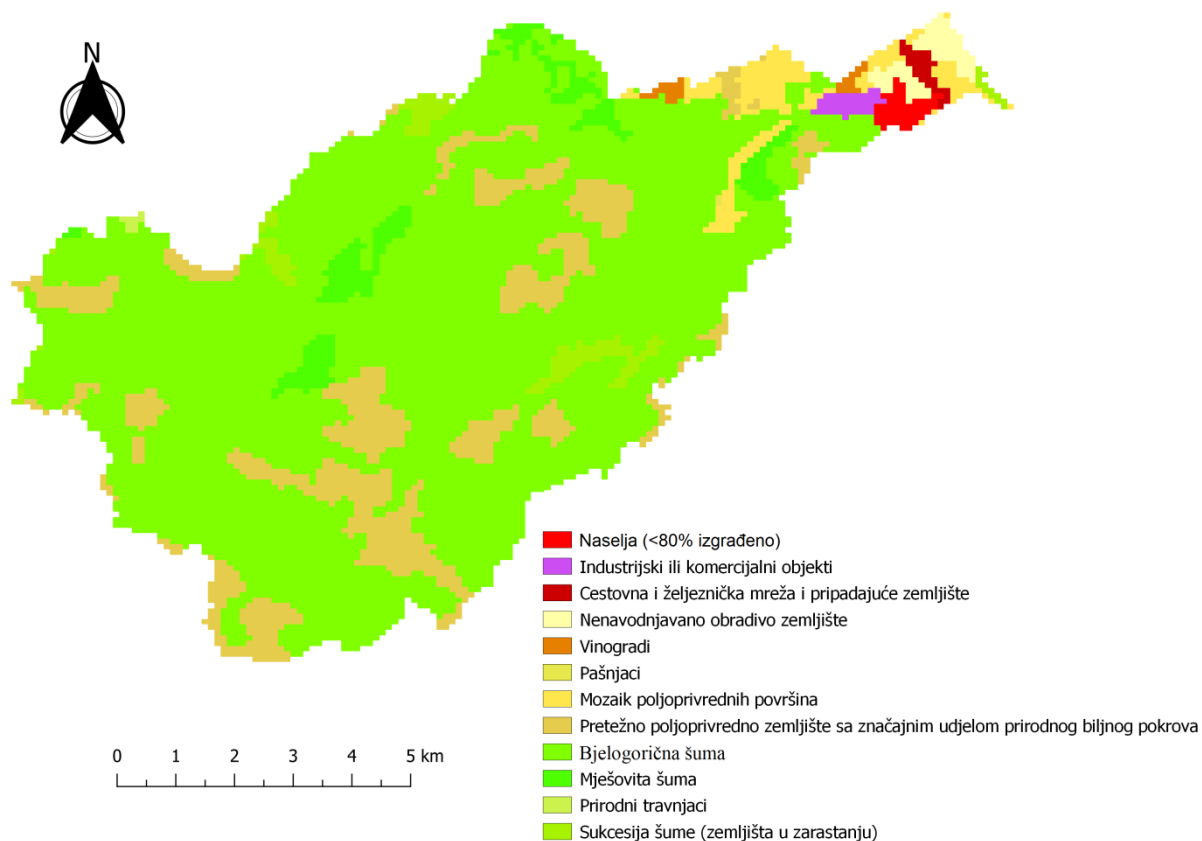 N
Naselja (<80% izgrađeno)
Industrijski ili komercijalni objekti
Cestovna i željeznička mreža i pripadajuće zemljište
Nenavodnjavano obradivo zemljište
Vinogradi
Pašnjaci
Mozaik poljoprivrednih površina
Pretežno poljoprivredno zemljište sa značajnim udjelom prirodnog biljnog pokrova
Bjelogorična šuma
Mješovita šuma
Prirodni travnjaci
Sukcesija šume (zemljišta u zarastanju)
0 1 2 3 4 5 km